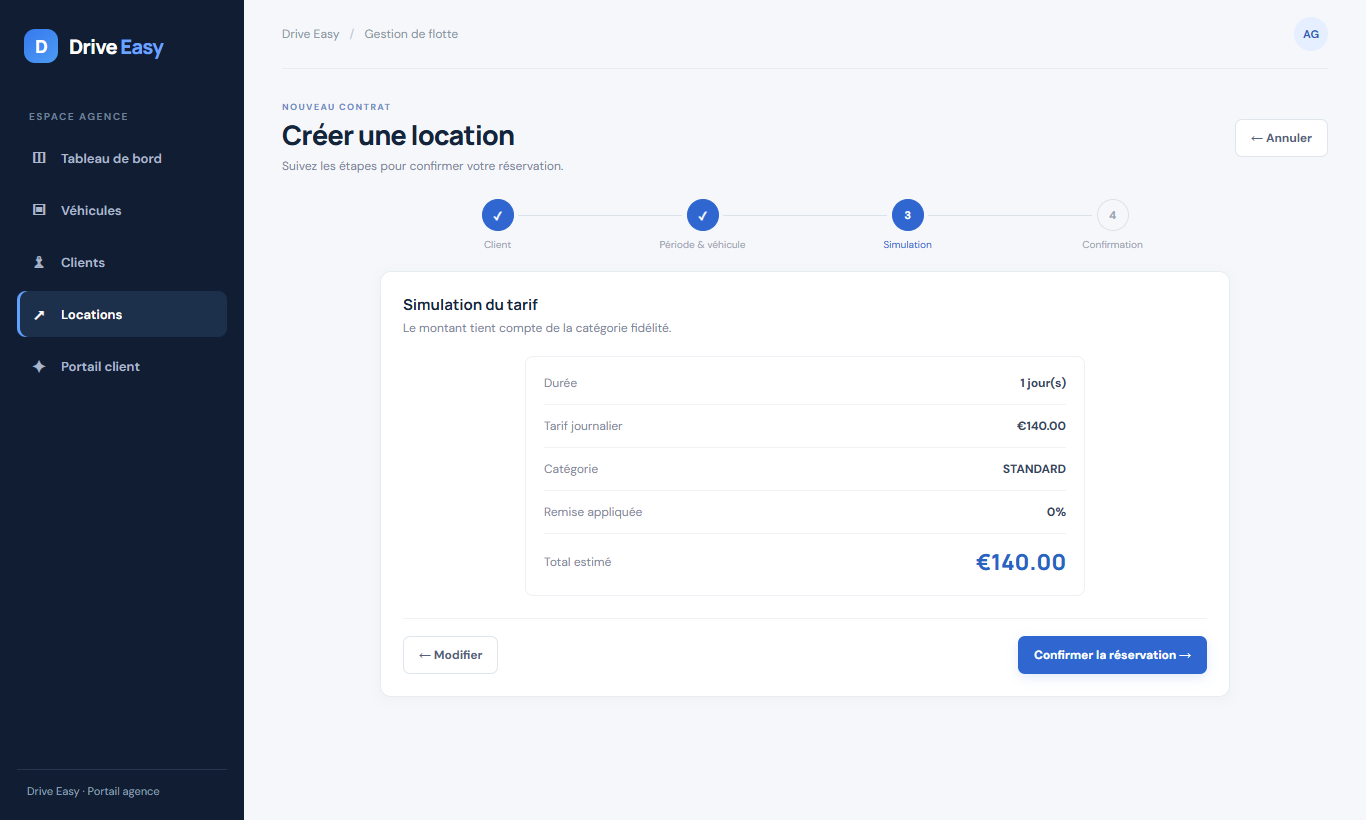 D Drive Easy
ESPACE AGENCE
Tableau de bord
Véhicules
Clients
Locations
Portail client
Drive Easy · Portail agence
Drive Easy / Gestion de flotte
AG
NOUVEAU CONTRAT
Créer une location
Suivez les étapes pour confirmer votre réservation.
← Annuler
✓ Client
✓ Période & véhicule
3 Simulation
4 Confirmation
Simulation du tarif
Le montant tient compte de la catégorie fidélité.
Durée 1 jour(s)
Tarif journalier €140.00
Catégorie STANDARD
Remise appliquée 0%
Total estimé €140.00
← Modifier
Confirmer la réservation →